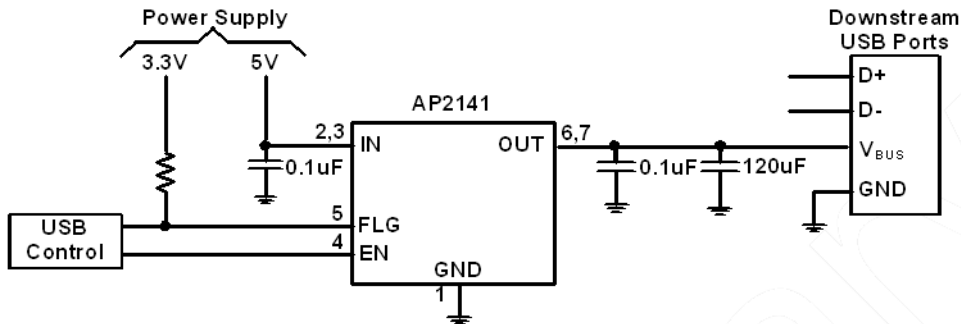 Power Supply
3.3V
5V
Downstream
USB Ports
D+
D-
VBUS
GND
AP2141
2,3
IN
OUT
6,7
0.1uF
0.1uF
120uF
5
FLG
4
EN
GND
1
USB
Control